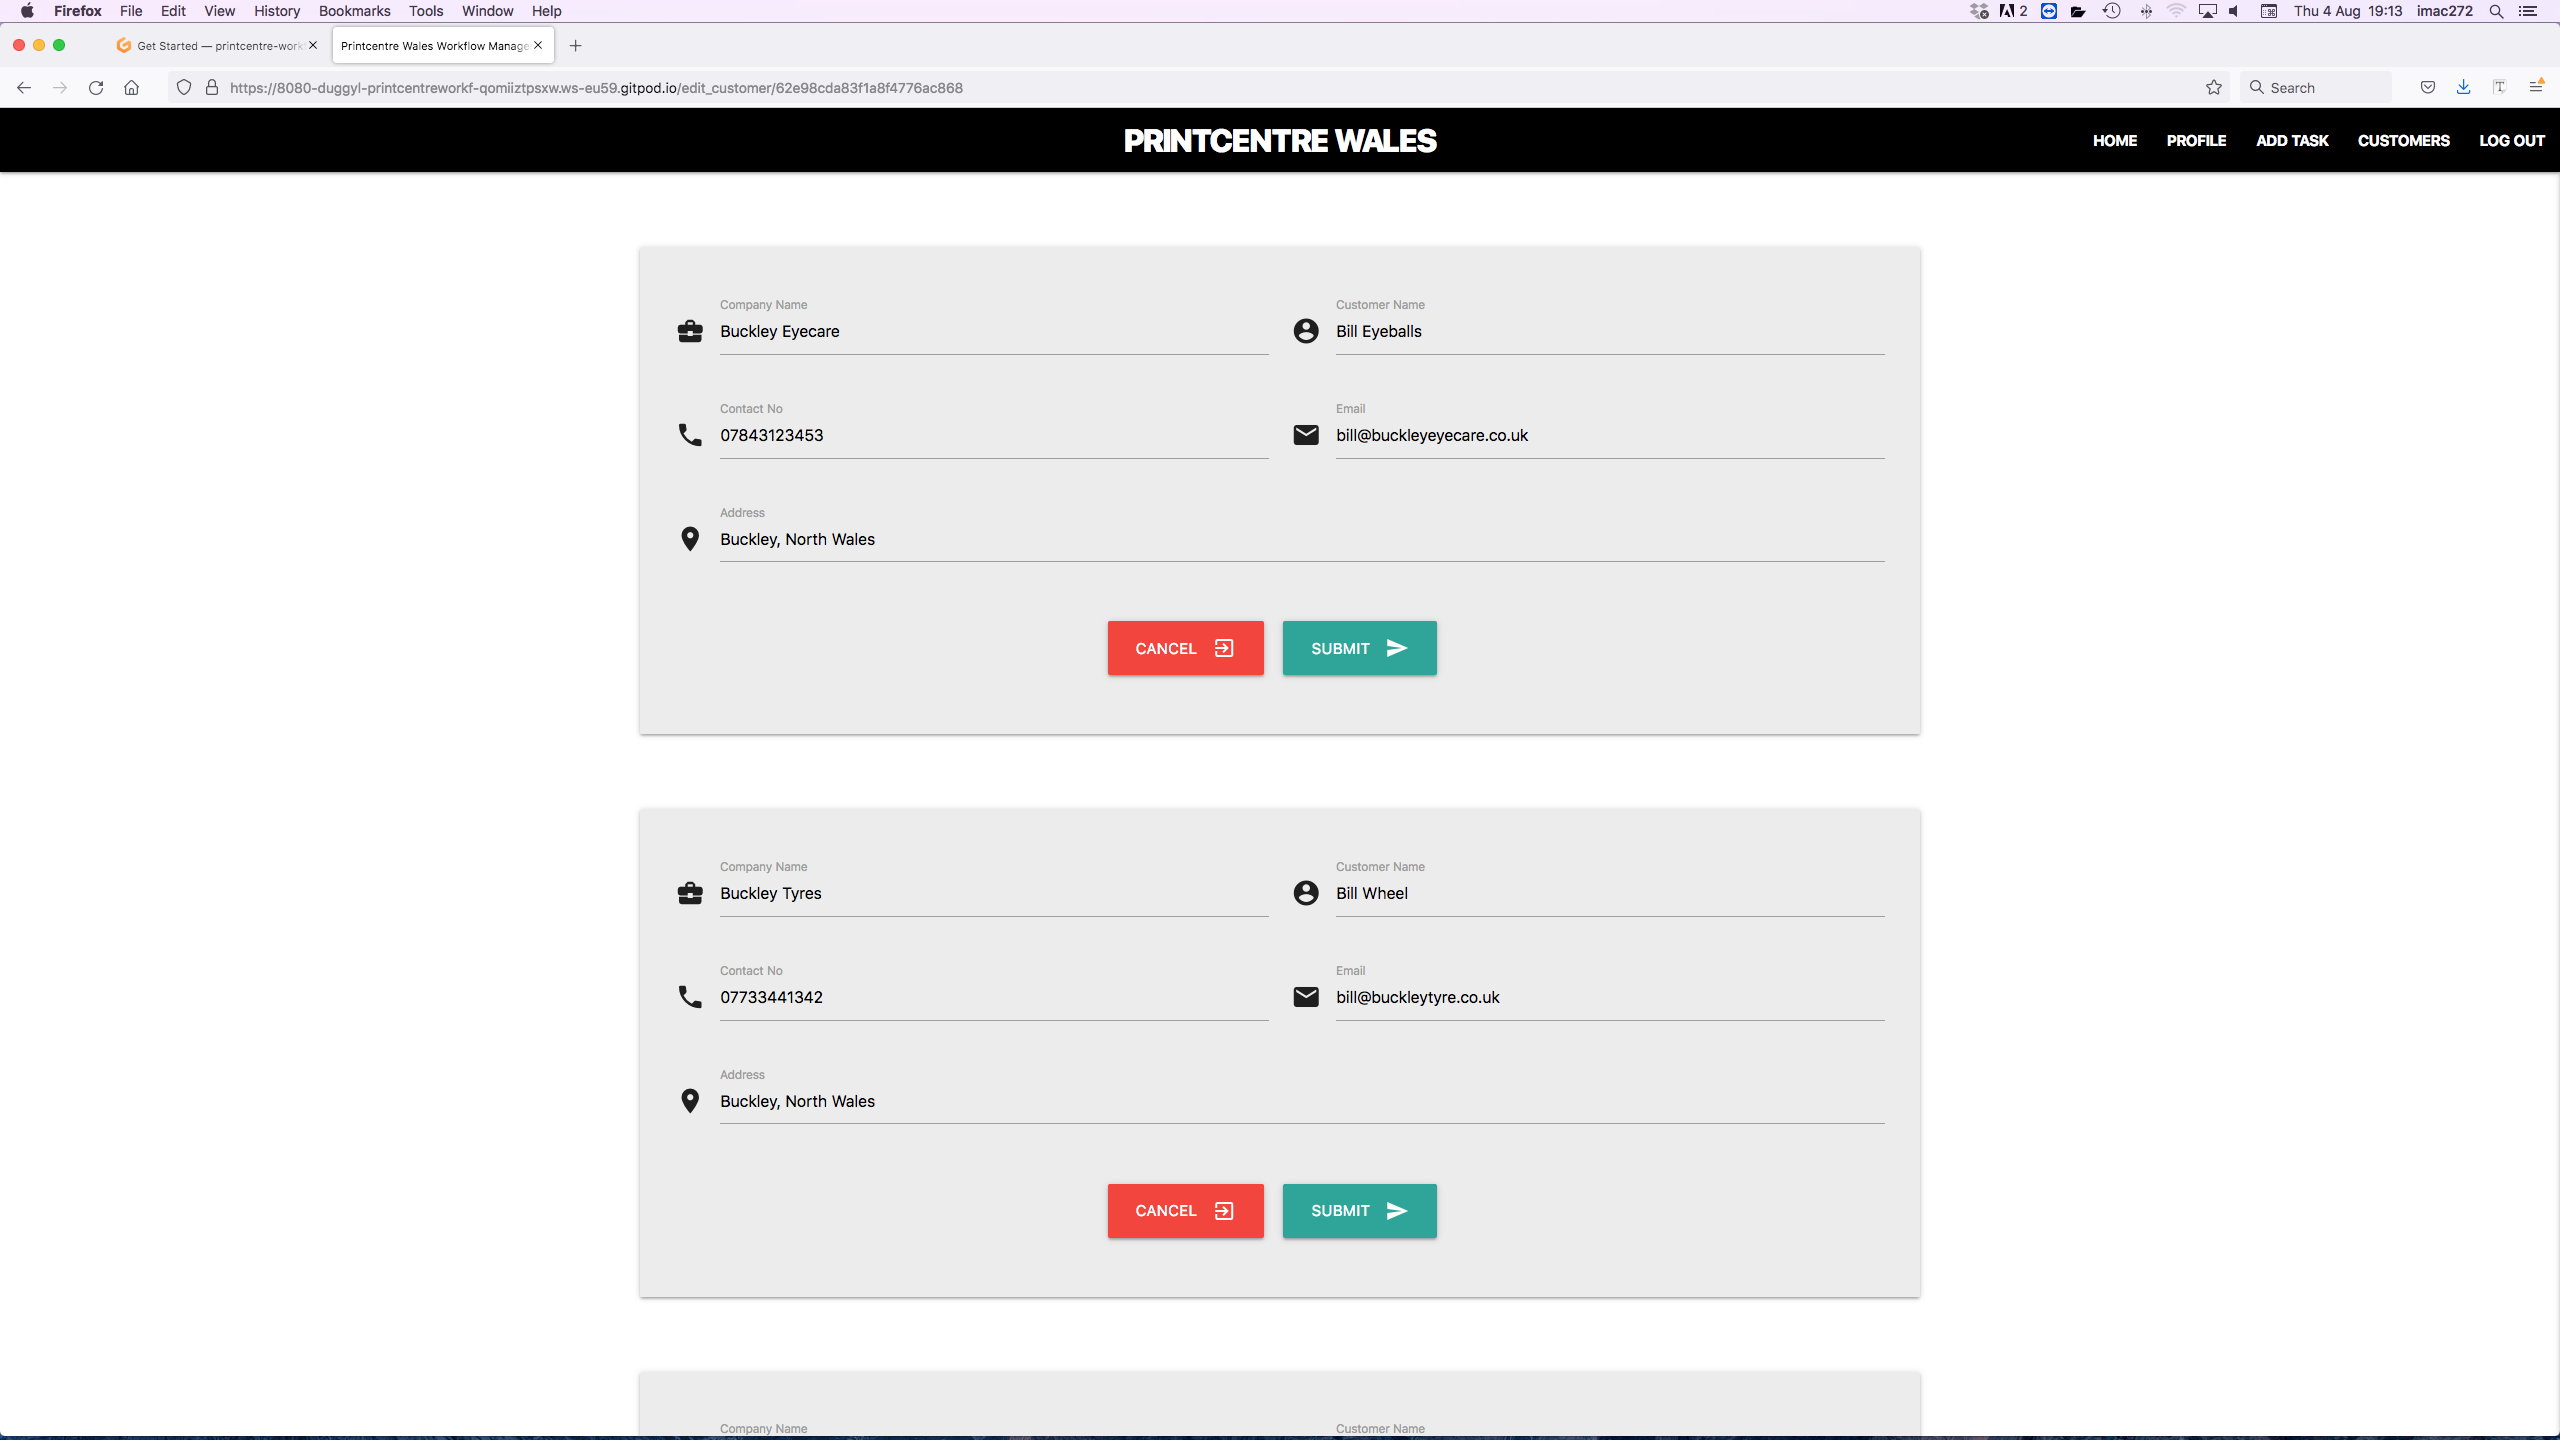 Firefox File Edit View History Bookmarks Tools Window Help 2 Thu 4 Aug 19:13 imac272
Get Started — printcentre-work Printcentre Wales Workflow Manage
https://8080-duggyl-printcentreworkf-qomiiztpsxw.ws-eu59.gitpod.io/edit_customer/62e98cda83f1a8f4776ac868 Search
PRINTCENTRE WALES HOME PROFILE ADD TASK CUSTOMERS LOG OUT
Company Name Customer Name
Buckley Eyecare Bill Eyeballs
Contact No Email
07843123453 bill@buckleyeyecare.co.uk
Address
Buckley, North Wales
CANCEL SUBMIT
Company Name Customer Name
Buckley Tyres Bill Wheel
Contact No Email
07733441342 bill@buckleytyre.co.uk
Address
Buckley, North Wales
CANCEL SUBMIT
Company Name Customer Name